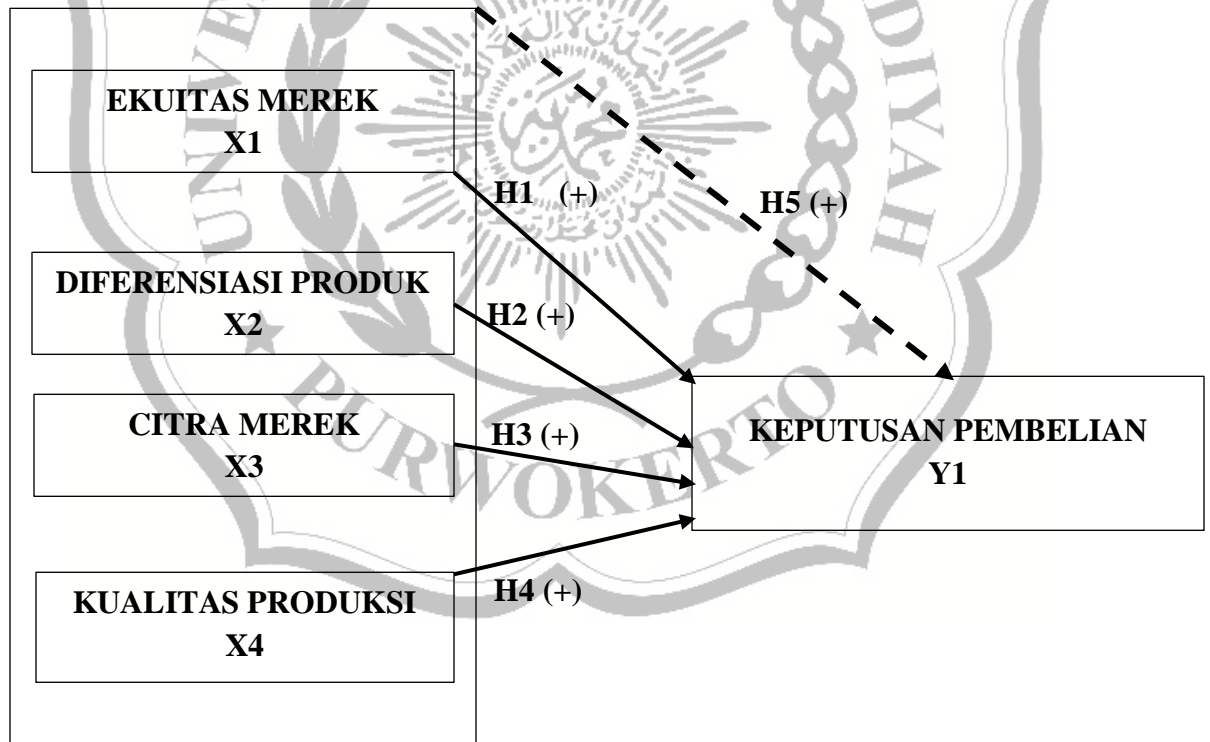 EKUITAS MEREK
X1
H1 (+)
H5 (+)
DIFERENSIASI PRODUK
X2
H2 (+)
CITRA MEREK
X3
H3 (+)
KEPUTUSAN PEMBELIAN
Y1
KUALITAS PRODUKSI
X4
H4 (+)
PURWOKERTO